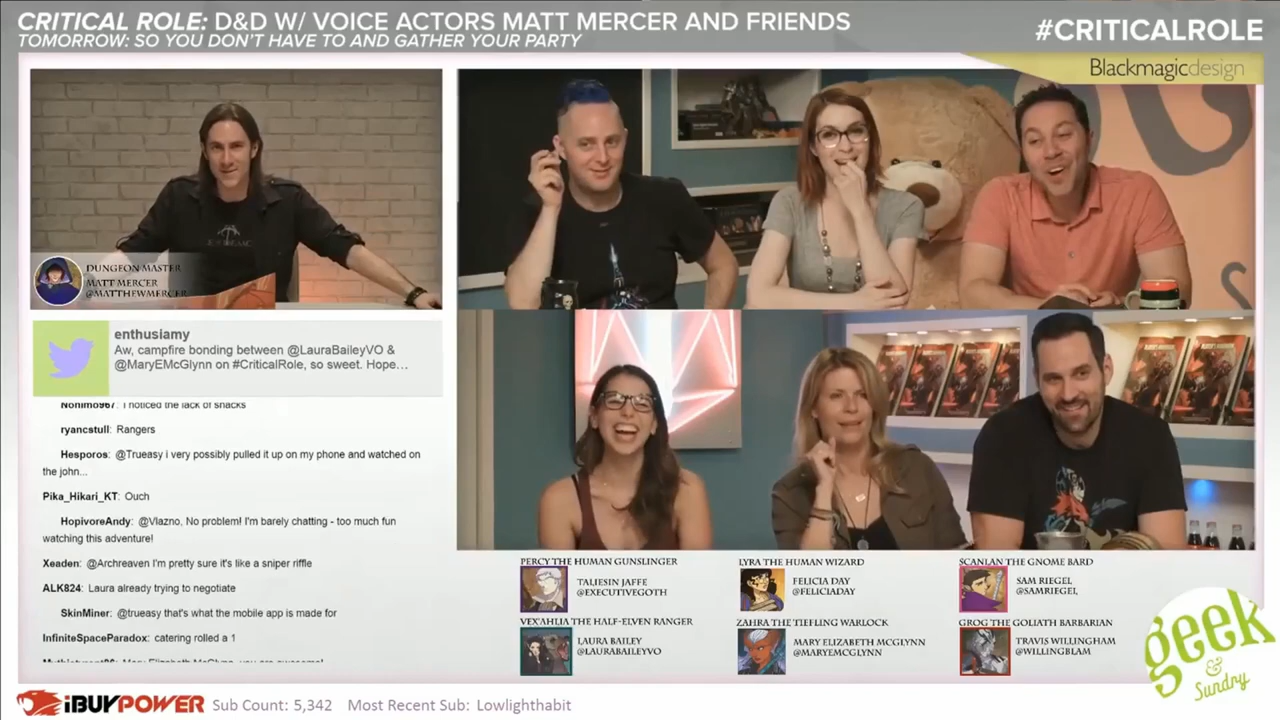 CRITICAL ROLE: D&D W/ VOICE ACTORS MATT MERCER AND FRIENDS
TOMORROW: SO YOU DON'T HAVE TO AND GATHER YOUR PARTY
#CRITICALROLE
Blackmagicdesign
DUNGEON MASTER
MATT MERCER
@MATTHEWMERCER
enthusiamy
Aw, campfire bonding between @LauraBaileyVO &
@MaryEMcGlynn on #CriticalRole, so sweet. Hope...
Nonimo967: I noticed the lack of snacks
ryancstull: Rangers
Hesporos: @Trueasy i very possibly pulled it up on my phone and watched on
the john...
Pika_Hikari_KT: Ouch
HopivoreAndy: @Vlazno, No problem! I'm barely chatting - too much fun
watching this adventure!
Xeaden: @Archreaven I'm pretty sure it's like a sniper riffle
ALK824: Laura already trying to negotiate
SkinMiner: @trueasy that's what the mobile app is made for
InfiniteSpaceParadox: catering rolled a 1
Mary Elizabeth McGlynn, you are awesome!
PERCY THE HUMAN GUNSLINGER
TALIESIN JAFFE
@EXECUTIVEGOTH
LYRA THE HUMAN WIZARD
FELICIA DAY
@FELICIADAY
SCANLAN THE GNOME BARD
SAM RIEGEL
@SAMRIEGEL
VEX'AHLIA THE HALF-ELVEN RANGER
LAURA BAILEY
@LAURABAILEYVO
ZAHRA THE TIEFLING WARLOCK
MARY ELIZABETH MCGLYNN
@MARYEMCGLYNN
GROG THE GOLIATH BARBARIAN
TRAVIS WILLINGHAM
@WILLINGBLAM
geek
&
Sundry
iBUYPOWER
Sub Count: 5,342 Most Recent Sub: Lowlighthabit